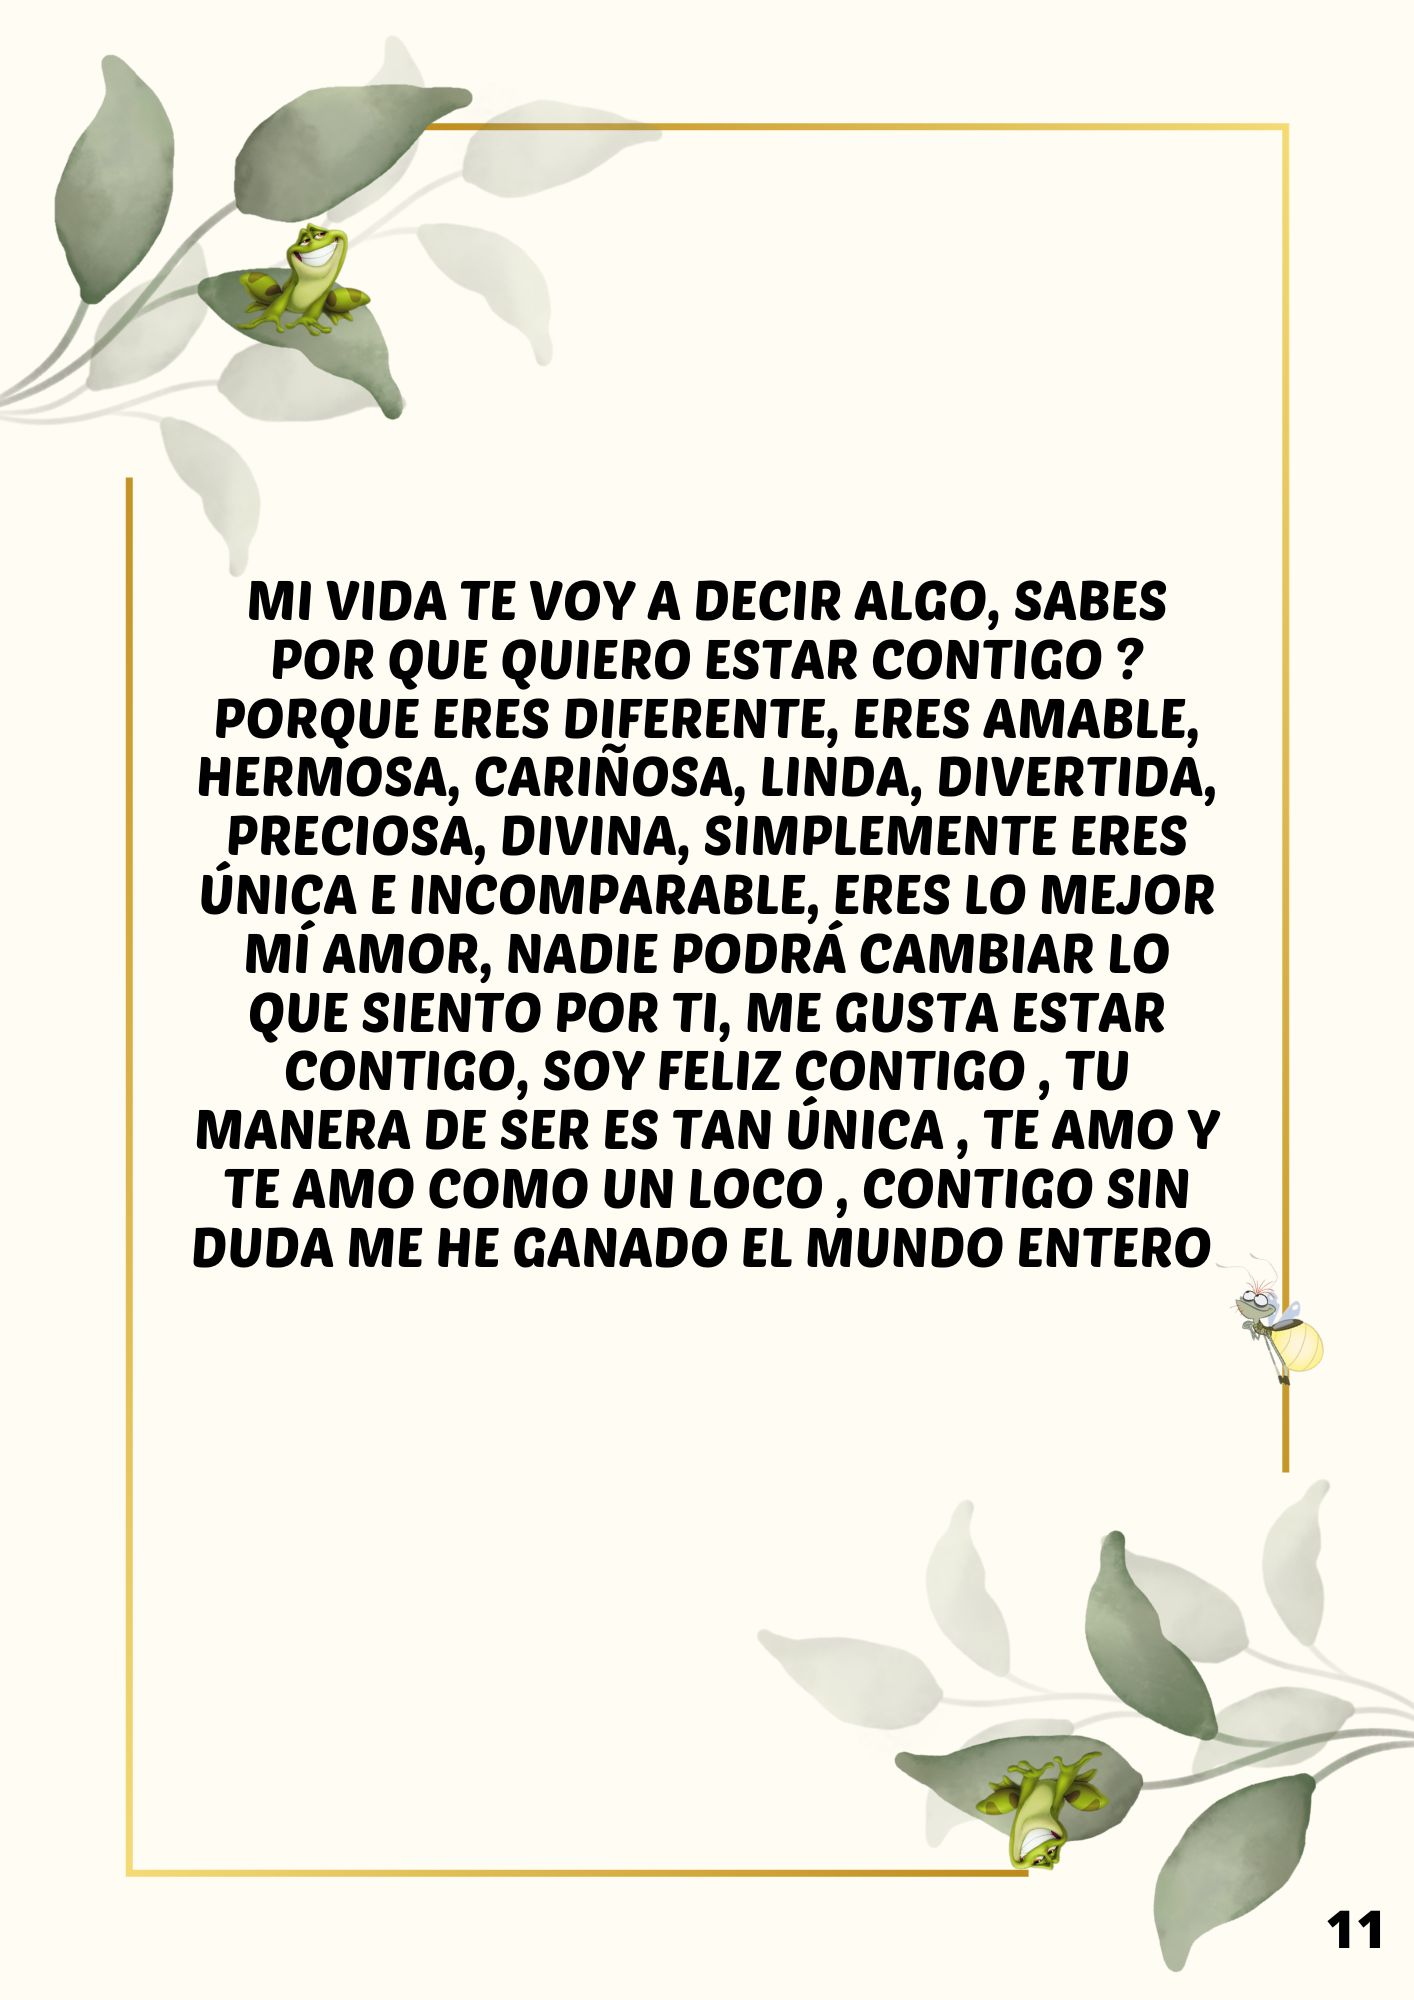 MI VIDA TE VOY A DECIR ALGO, SABES
POR QUE QUIERO ESTAR CONTIGO ?
PORQUE ERES DIFERENTE, ERES AMABLE,
HERMOSA, CARIÑOSA, LINDA, DIVERTIDA,
PRECIOSA, DIVINA, SIMPLEMENTE ERES
ÚNICA E INCOMPARABLE, ERES LO MEJOR
MÍ AMOR, NADIE PODRÁ CAMBIAR LO
QUE SIENTO POR TI, ME GUSTA ESTAR
CONTIGO, SOY FELIZ CONTIGO , TU
MANERA DE SER ES TAN ÚNICA , TE AMO Y
TE AMO COMO UN LOCO , CONTIGO SIN
DUDA ME HE GANADO EL MUNDO ENTERO
11